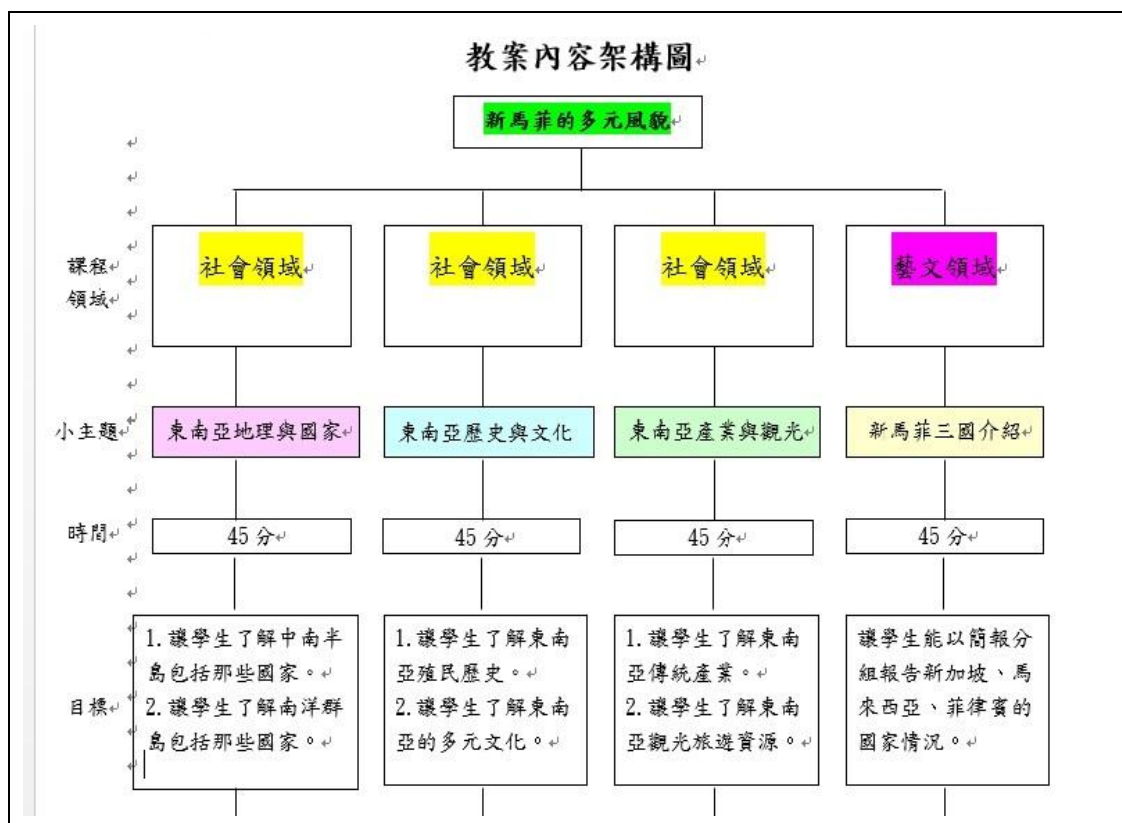 教案內容架構圖
新馬菲的多元風貌
課程
領域
社會領域
社會領域
社會領域
藝文領域
小主題
東南亞地理與國家
東南亞歷史與文化
東南亞產業與觀光
新馬菲三國介紹
時間
45 分
45 分
45 分
45 分
目標
1.讓學生了解中南半
島包括那些國家。
2.讓學生了解南洋群
島包括那些國家。
1.讓學生了解東南
亞殖民歷史。
2.讓學生了解東南
亞的多元文化。
1.讓學生了解東南
亞傳統產業。
2.讓學生了解東南
亞觀光旅遊資源。
讓學生能以簡報分
組報告新加坡、馬
來西亞、菲律賓的
國家情況。